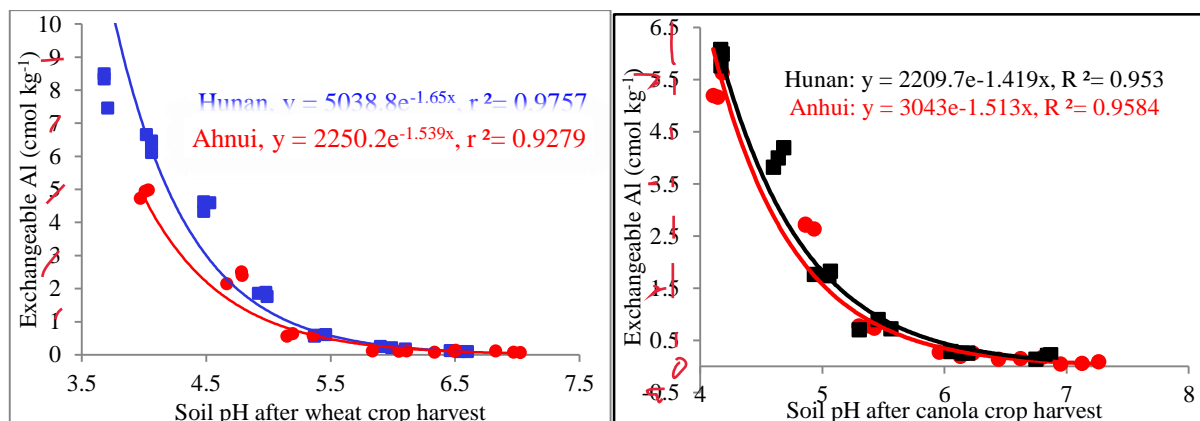 10
9
8
7
6
5
4
3
2
1
0
Exchangeable Al (cmol kg-1)
Hunan, y = 5038.8e-1.65x, r ²= 0.9757
Ahnui, y = 2250.2e-1.539x, r ²= 0.9279
3.5 4.5 5.5 6.5 7.5
Soil pH after wheat crop harvest
6.5
5.5
4.5
3.5
2.5
1.5
0.5
-0.5
Exchangeable Al (cmol kg-1)
Hunan: y = 2209.7e-1.419x, R ²= 0.953
Anhui: y = 3043e-1.513x, R ²= 0.9584
4 5 6 7
Soil pH after canola crop harvest